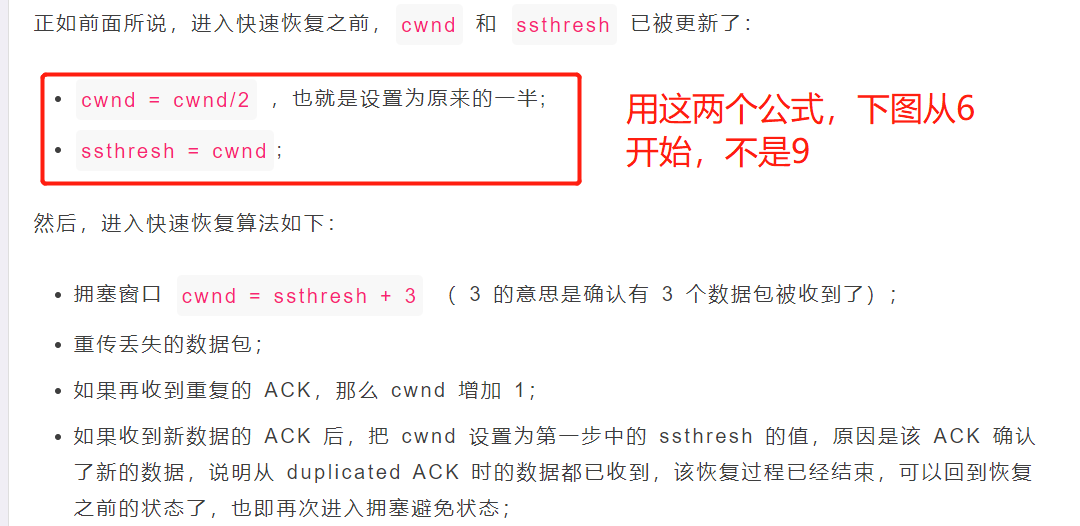 正如前面所说，进入快速恢复之前， cwnd 和 ssthresh 已被更新了：
• cwnd = cwnd/2 ，也就是设置为原来的一半；
• ssthresh = cwnd ；
用这两个公式，下图从6
开始，不是9
然后，进入快速恢复算法如下：
• 拥塞窗口 cwnd = ssthresh + 3 （ 3 的意思是确认有 3 个数据包被收到了）；
• 重传丢失的数据包；
• 如果再收到重复的 ACK，那么 cwnd 增加 1；
• 如果收到新数据的 ACK 后，把 cwnd 设置为第一步中的 ssthresh 的值，原因是该 ACK 确认
了新的数据，说明从 duplicated ACK 时的数据都已收到，该恢复过程已经结束，可以回到恢复
之前的状态了，也即再次进入拥塞避免状态；